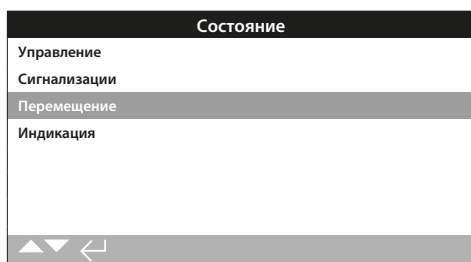 Состояние
Управление
Сигнализации
Перемещение
Индикация